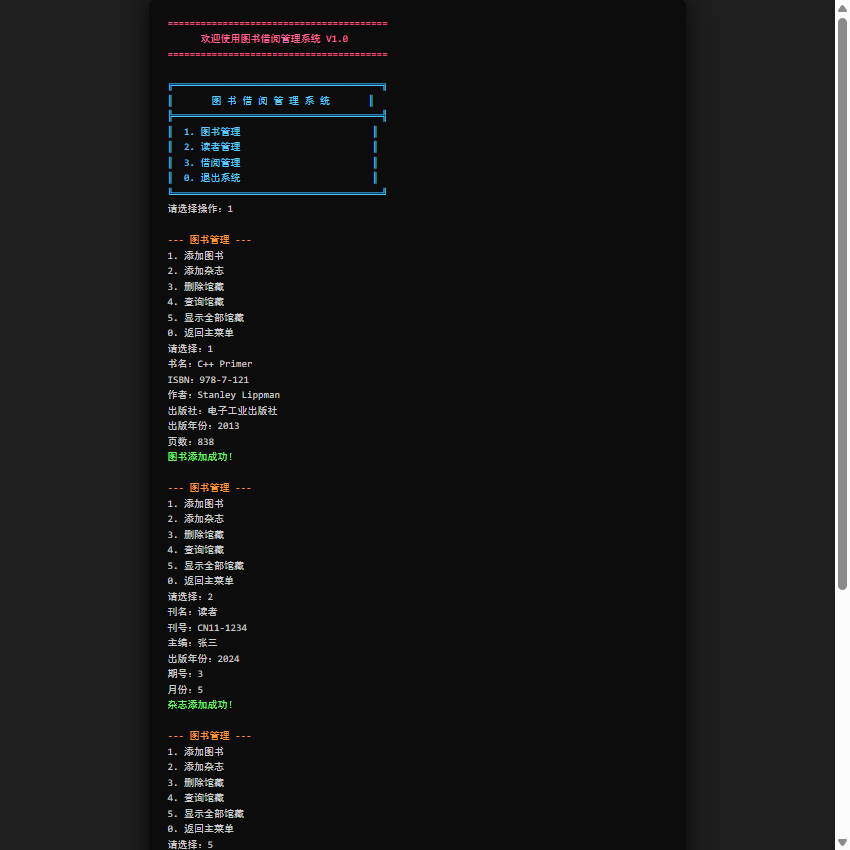 ========================================
欢迎使用图书借阅管理系统 V1.0
========================================
╔══════════════════════════════════════╗
║ 图 书 借 阅 管 理 系 统 ║
╠══════════════════════════════════════╣
║ 1. 图书管理 ║
║ 2. 读者管理 ║
║ 3. 借阅管理 ║
║ 0. 退出系统 ║
╚══════════════════════════════════════╝
请选择操作：1
--- 图书管理 ---
1. 添加图书
2. 添加杂志
3. 删除馆藏
4. 查询馆藏
5. 显示全部馆藏
0. 返回主菜单
请选择：1
书名：C++ Primer
ISBN：978-7-121
作者：Stanley Lippman
出版社：电子工业出版社
出版年份：2013
页数：838
图书添加成功！
--- 图书管理 ---
1. 添加图书
2. 添加杂志
3. 删除馆藏
4. 查询馆藏
5. 显示全部馆藏
0. 返回主菜单
请选择：2
刊名：读者
刊号：CN11-1234
主编：张三
出版年份：2024
期号：3
月份：5
杂志添加成功！
--- 图书管理 ---
1. 添加图书
2. 添加杂志
3. 删除馆藏
4. 查询馆藏
5. 显示全部馆藏
0. 返回主菜单
请选择：5